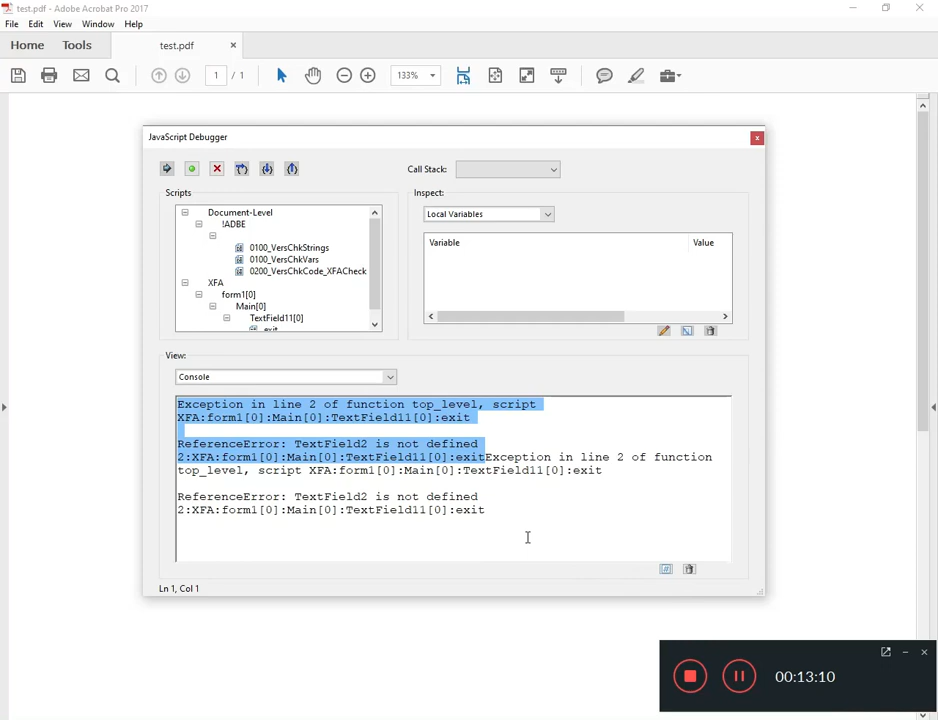 test.pdf - Adobe Acrobat Pro 2017
File Edit View Window Help
Home Tools test.pdf ×
1 / 1 133%
JavaScript Debugger
Call Stack:
Scripts
Inspect:
Document-Level
!ADBE
0100_VersChkStrings
0100_VersChkVars
0200_VersChkCode_XFACheck
XFA
form1[0]
Main[0]
TextField11[0]
exit
Local Variables
Variable Value
View:
Console
Exception in line 2 of function top_level, script
XFA:form1[0]:Main[0]:TextField11[0]:exit
ReferenceError: TextField2 is not defined
2:XFA:form1[0]:Main[0]:TextField11[0]:exitException in line 2 of function
top_level, script XFA:form1[0]:Main[0]:TextField11[0]:exit
ReferenceError: TextField2 is not defined
2:XFA:form1[0]:Main[0]:TextField11[0]:exit
Ln 1, Col 1
00:13:10